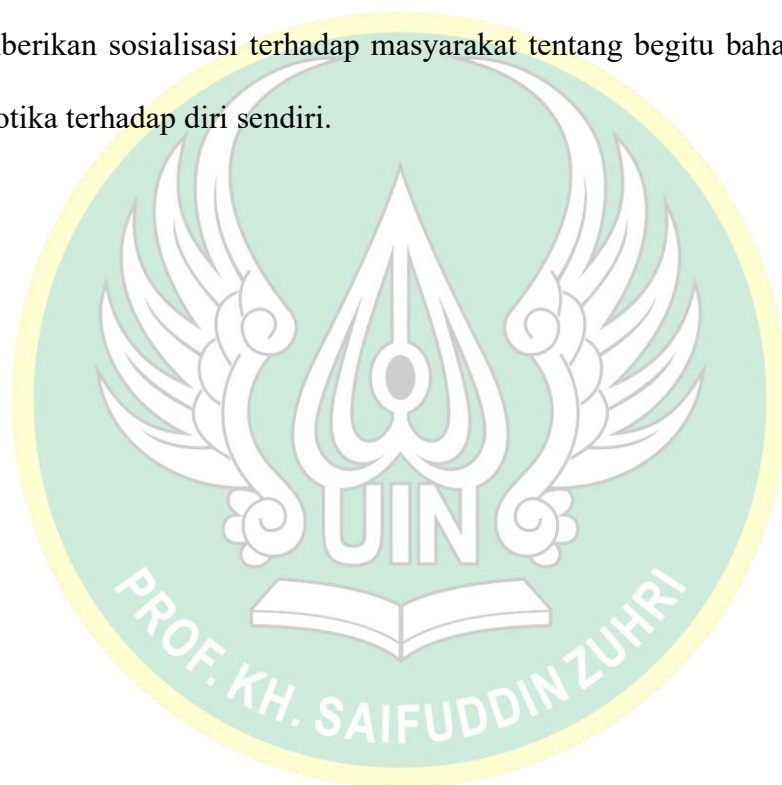 berikan sosialisasi terhadap masyarakat tentang begitu baha
otika terhadap diri sendiri.
UIN
PROF. KH. SAIFUDDIN ZUHRI